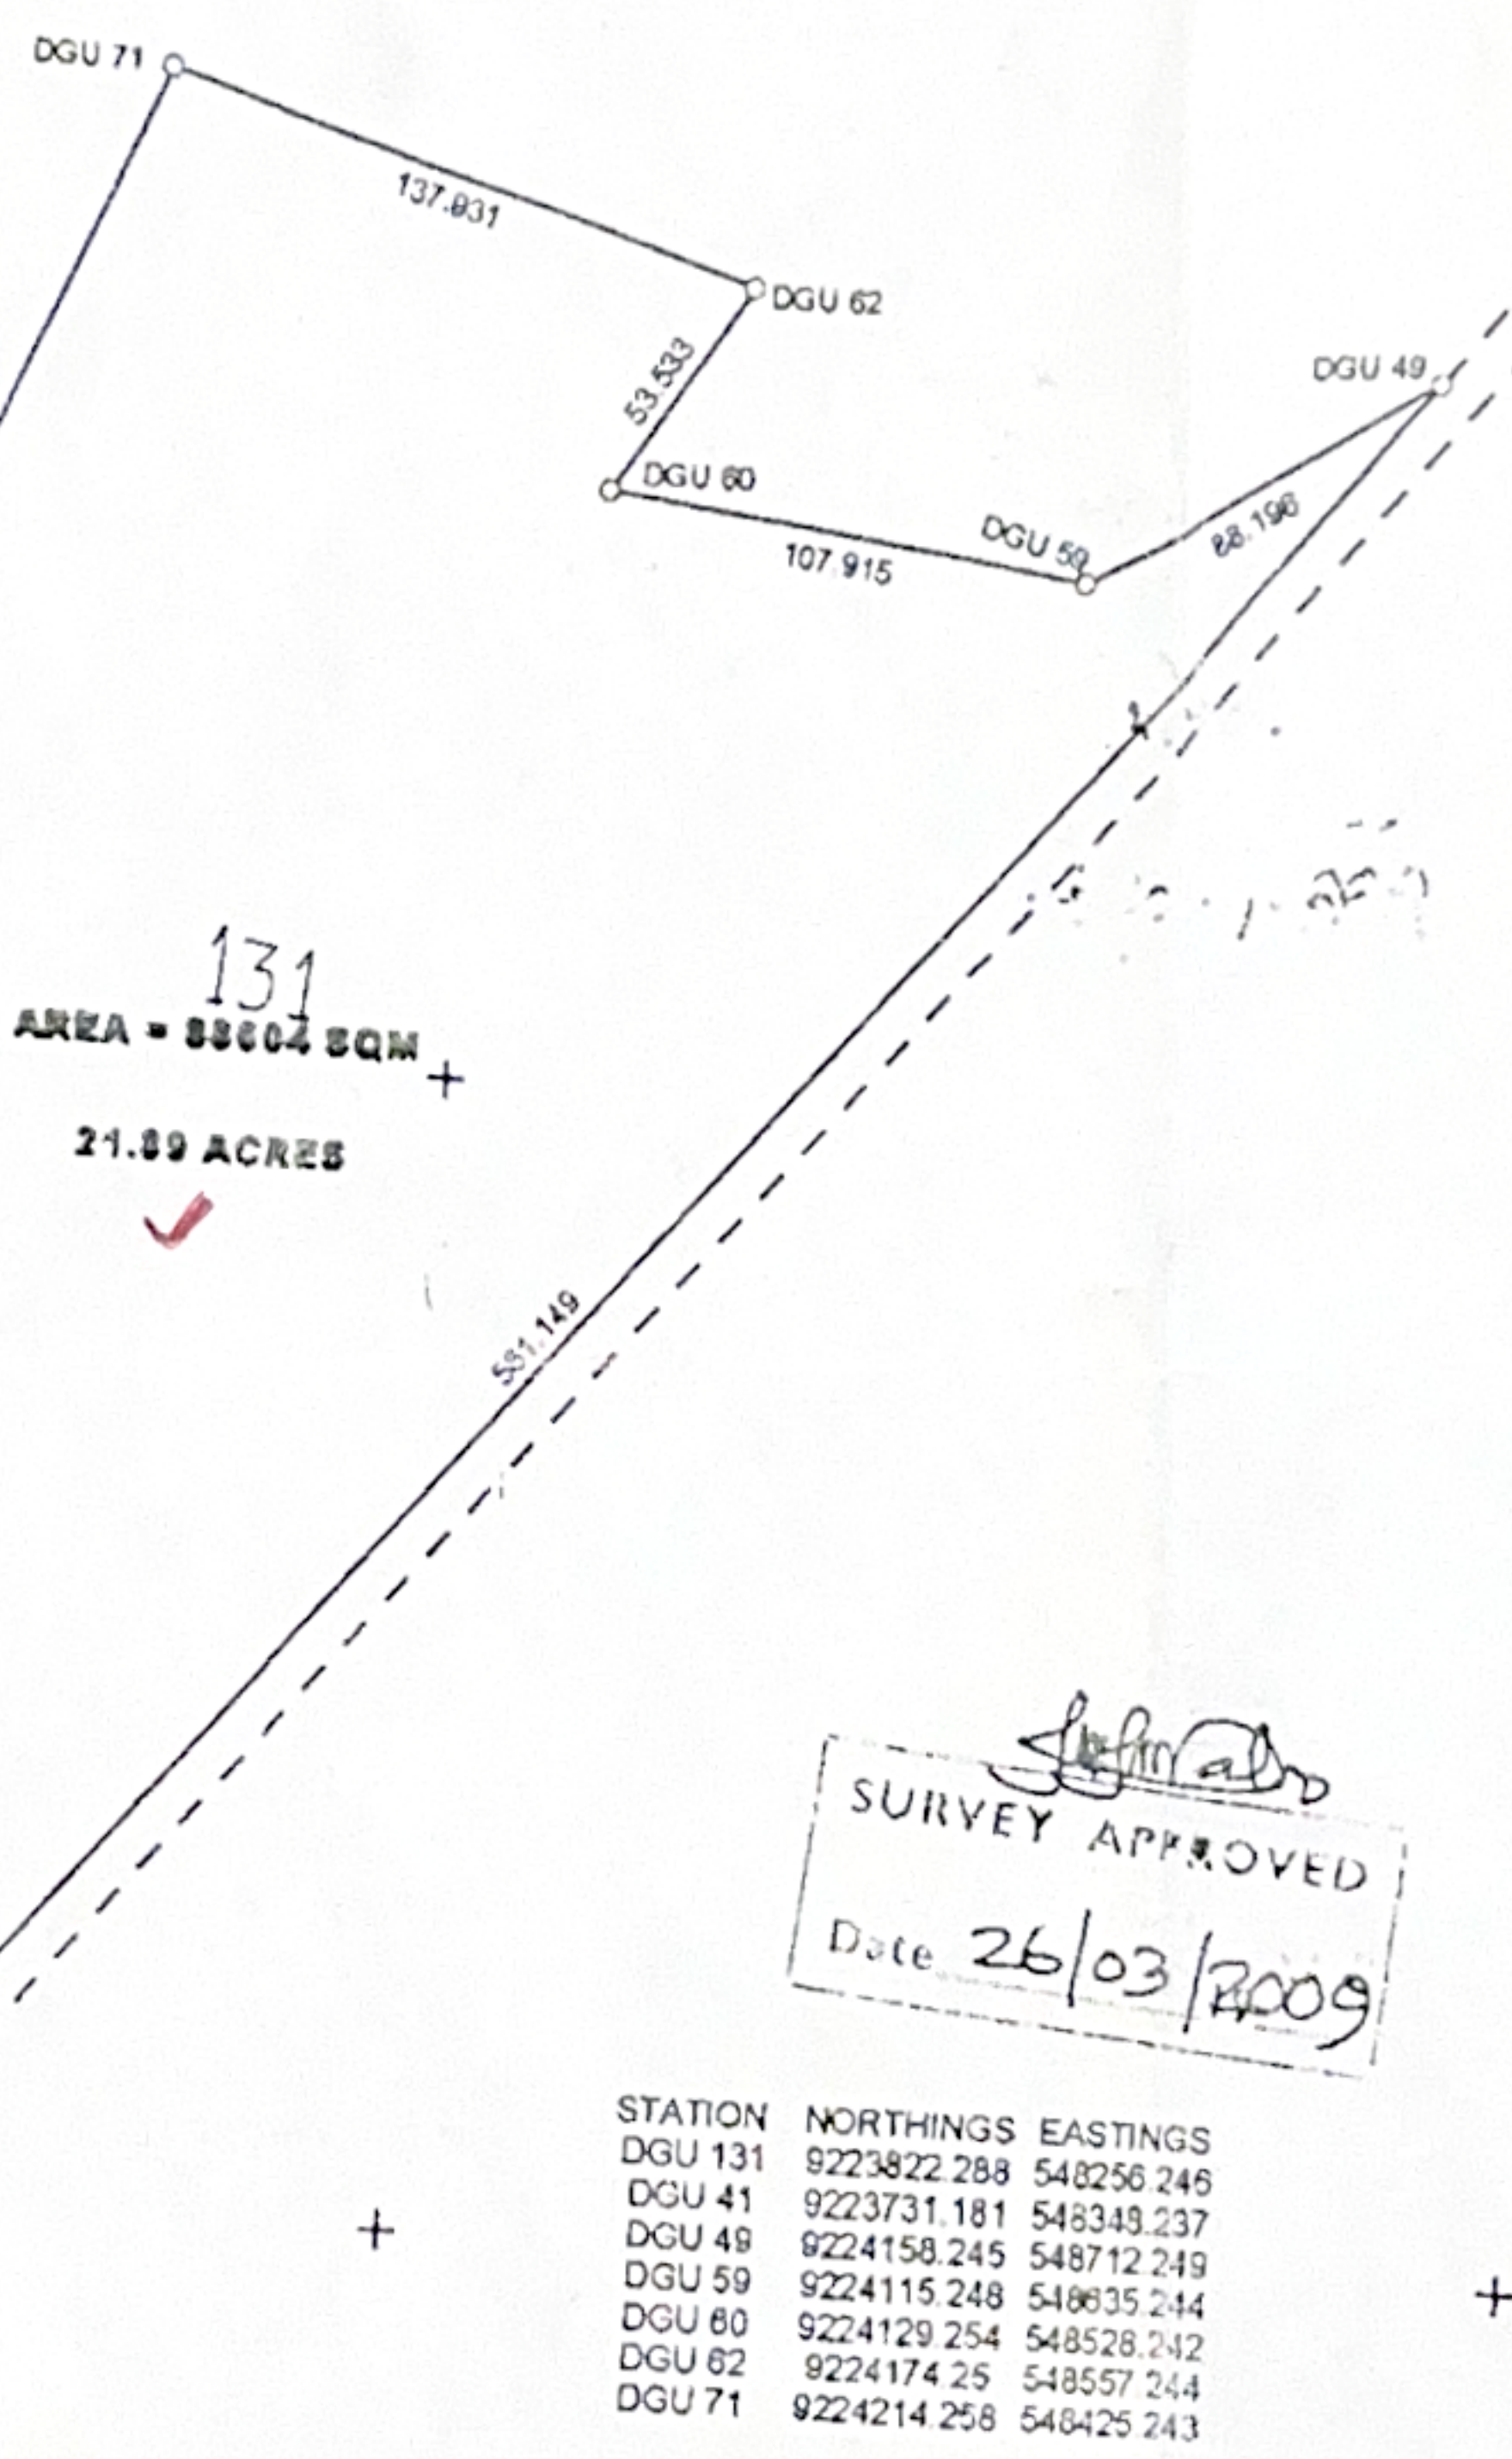 DGU 71
137.931
DGU 62
53.533
DGU 49
DGU 60
DGU 59
88.196
107.915
131
AREA = 88604 SQM
21.89 ACRES
561.149
SURVEY APPROVED
Date 26/03/2009
STATION NORTHINGS EASTINGS
DGU 131 9223822.288 548256.246
DGU 41 9223731.181 548348.237
DGU 49 9224158.245 548712.249
DGU 59 9224115.248 548635.244
DGU 60 9224129.254 548528.242
DGU 62 9224174.25 548557.244
DGU 71 9224214.258 548425.243